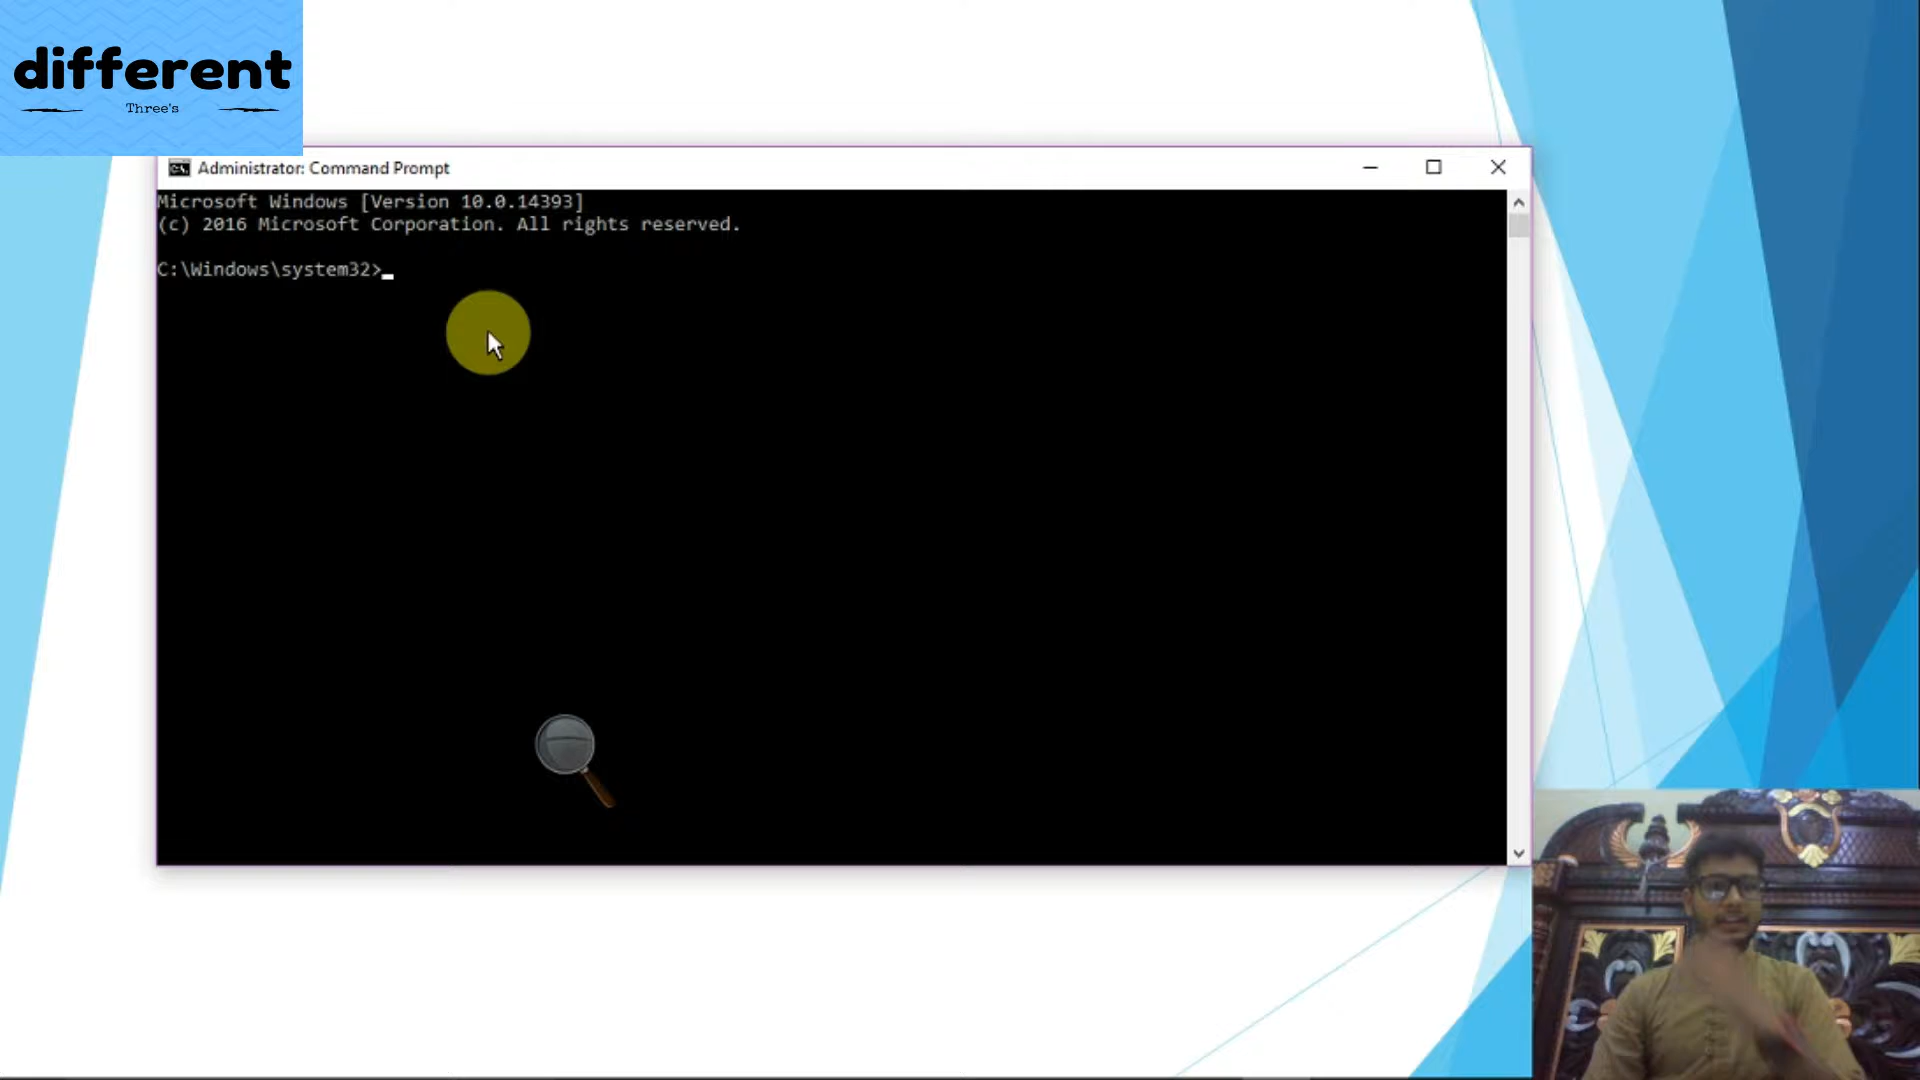 different
Three's
Administrator: Command Prompt
Microsoft Windows [Version 10.0.14393]
(c) 2016 Microsoft Corporation. All rights reserved.
C:\Windows\system32>